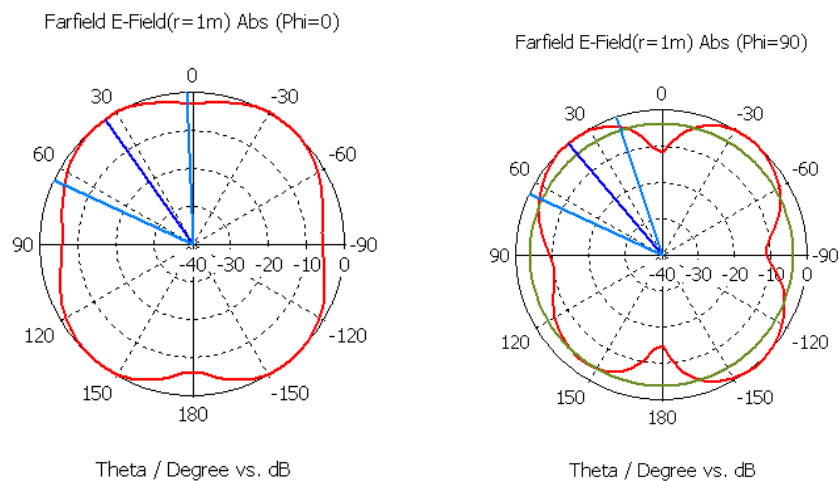 Farfield E-Field(r=1m) Abs (Phi=0)
0
30 -30
60 -60
90 -40 -30 -20 -10 0 -90
120 -120
150 -150
180
Theta / Degree vs. dB
Farfield E-Field(r=1m) Abs (Phi=90)
0
30 -30
60 -60
90 -40 -30 -20 -10 0 -90
120 -120
150 -150
180
Theta / Degree vs. dB